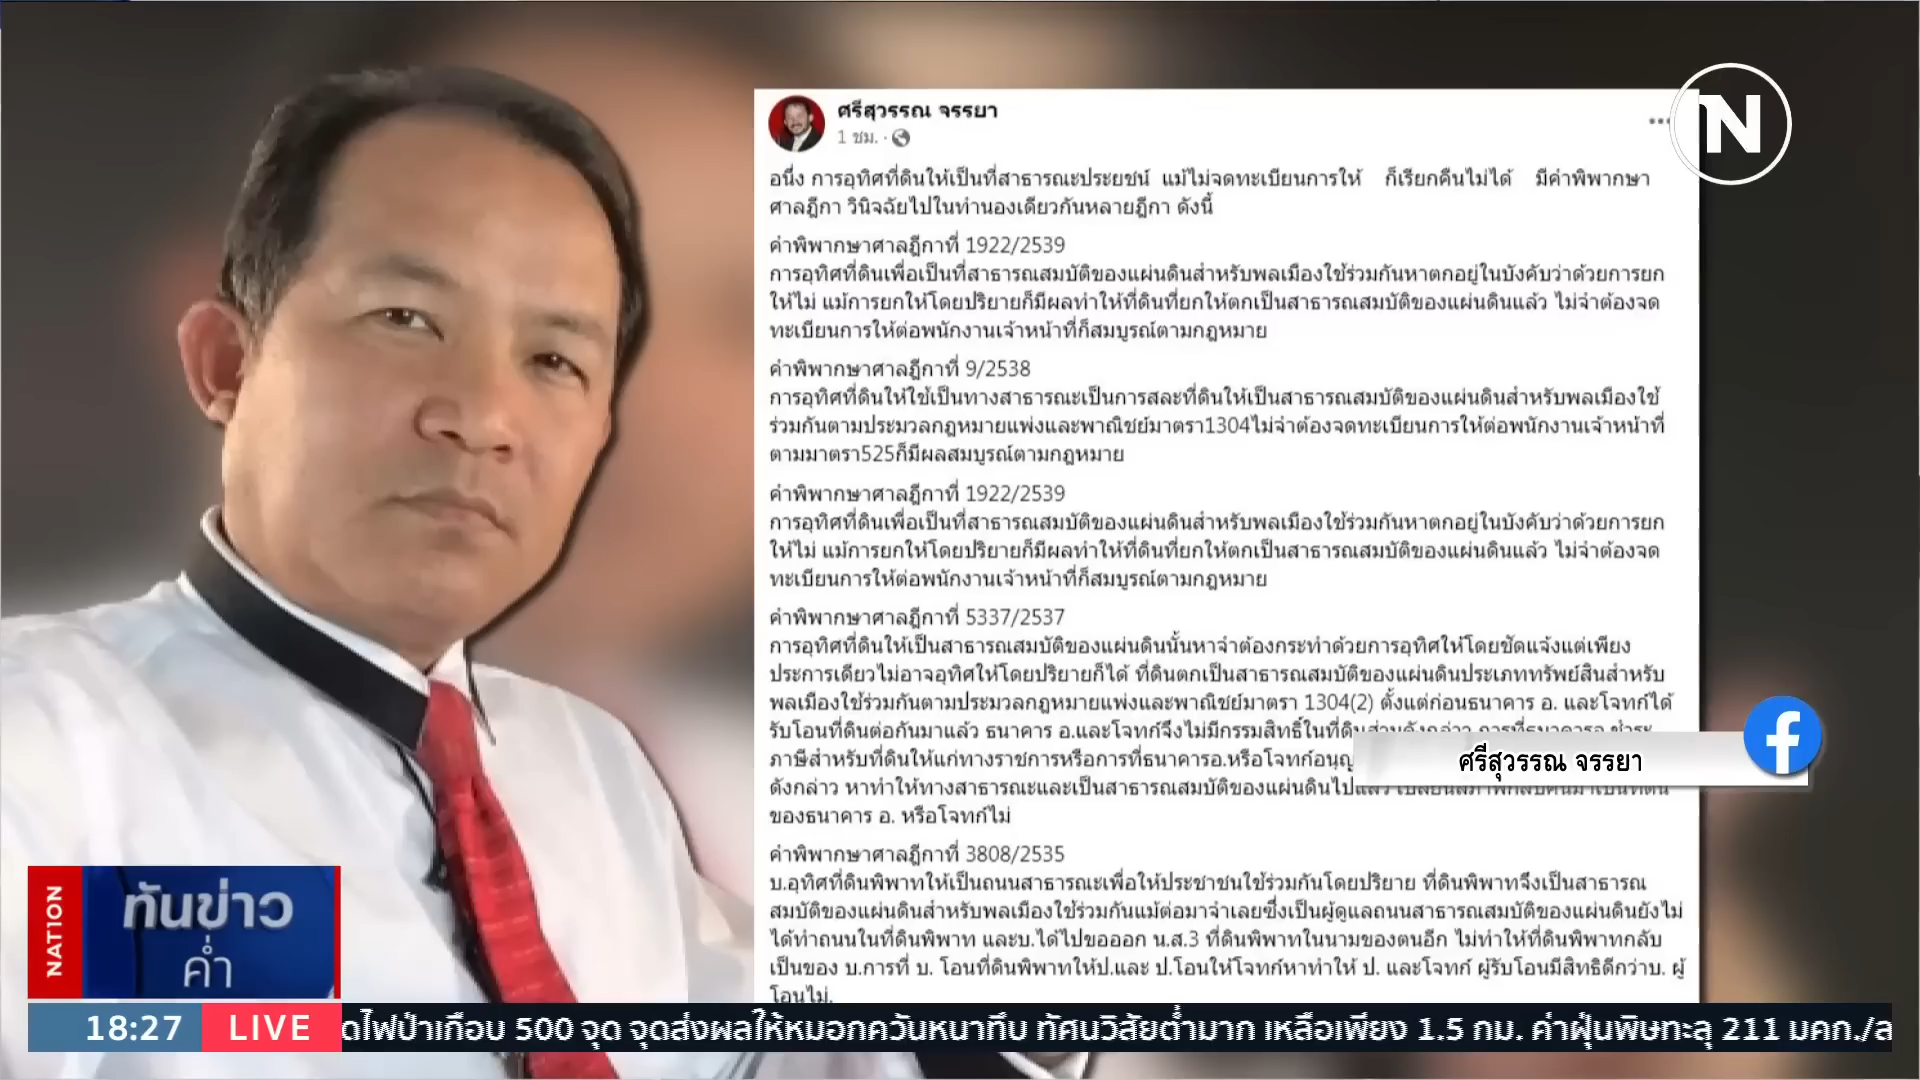 ศรีสุวรรณ จรรยา
1 ชม. ·
N
อนึ่ง การอุทิศที่ดินให้เป็นที่สาธารณะประยชน์ แม้ไม่จดทะเบียนการให้ ก็เรียกคืนไม่ได้ มีคำพิพากษา
ศาลฎีกา วินิจฉัยไปในทำนองเดียวกันหลายฎีกา ดังนี้
คำพิพากษาศาลฎีกาที่ 1922/2539
การอุทิศที่ดินเพื่อเป็นที่สาธารณสมบัติของแผ่นดินสำหรับพลเมืองใช้ร่วมกันหาตกอยู่ในบังคับว่าด้วยการยก
ให้ไม่ แม้การยกให้โดยปริยายก็มีผลทำให้ที่ดินที่ยกให้ตกเป็นสาธารณสมบัติของแผ่นดินแล้ว ไม่จำต้องจด
ทะเบียนการให้ต่อพนักงานเจ้าหน้าที่ก็สมบูรณ์ตามกฎหมาย
คำพิพากษาศาลฎีกาที่ 9/2538
การอุทิศที่ดินให้ใช้เป็นทางสาธารณะเป็นการสละที่ดินให้เป็นสาธารณสมบัติของแผ่นดินสำหรับพลเมืองใช้
ร่วมกันตามประมวลกฎหมายแพ่งและพาณิชย์มาตรา1304ไม่จำต้องจดทะเบียนการให้ต่อพนักงานเจ้าหน้าที่
ตามมาตรา525ก็มีผลสมบูรณ์ตามกฎหมาย
คำพิพากษาศาลฎีกาที่ 1922/2539
การอุทิศที่ดินเพื่อเป็นที่สาธารณสมบัติของแผ่นดินสำหรับพลเมืองใช้ร่วมกันหาตกอยู่ในบังคับว่าด้วยการยก
ให้ไม่ แม้การยกให้โดยปริยายก็มีผลทำให้ที่ดินที่ยกให้ตกเป็นสาธารณสมบัติของแผ่นดินแล้ว ไม่จำต้องจด
ทะเบียนการให้ต่อพนักงานเจ้าหน้าที่ก็สมบูรณ์ตามกฎหมาย
คำพิพากษาศาลฎีกาที่ 5337/2537
การอุทิศที่ดินให้เป็นสาธารณสมบัติของแผ่นดินนั้นหาจำต้องกระทำด้วยการอุทิศให้โดยชัดแจ้งแต่เพียง
ประการเดียวไม่อาจอุทิศให้โดยปริยายก็ได้ ที่ดินตกเป็นสาธารณสมบัติของแผ่นดินประเภททรัพย์สินสำหรับ
พลเมืองใช้ร่วมกันตามประมวลกฎหมายแพ่งและพาณิชย์มาตรา 1304(2) ตั้งแต่ก่อนธนาคาร อ. และโจทก์ได้
รับโอนที่ดินต่อกันมาแล้ว ธนาคาร อ.และโจทก์จึงไม่มีกรรมสิทธิ์ในที่ดินส่วนดังกล่าว การที่ธนาคารอ.ชำระ
ภาษีสำหรับที่ดินให้แก่ทางราชการหรือการที่ธนาคารอ.หรือโจทก์อนุญ
ดังกล่าว หาทำให้ทางสาธารณะและเป็นสาธารณสมบัติของแผ่นดินไปแล้ว เปลี่ยนสภาพกลับคืนมาเป็นที่ดิน
ของธนาคาร อ. หรือโจทก์ไม่
ศรีสุวรรณ จรรยา
คำพิพากษาศาลฎีกาที่ 3808/2535
บ.อุทิศที่ดินพิพาทให้เป็นถนนสาธารณะเพื่อให้ประชาชนใช้ร่วมกันโดยปริยาย ที่ดินพิพาทจึงเป็นสาธารณ
สมบัติของแผ่นดินสำหรับพลเมืองใช้ร่วมกันแม้ต่อมาจำเลยซึ่งเป็นผู้ดูแลถนนสาธารณสมบัติของแผ่นดินยังไม่
ได้ทำถนนในที่ดินพิพาท และบ.ได้ไปขอออก น.ส.3 ที่ดินพิพาทในนามของตนอีก ไม่ทำให้ที่ดินพิพาทกลับ
เป็นของ บ.การที่ บ. โอนที่ดินพิพาทให้ป.และ ป.โอนให้โจทก์หาทำให้ ป. และโจทก์ ผู้รับโอนมีสิทธิดีกว่าบ. ผู้
โอนไม่.
NATION
ทันข่าว
ค่ำ
18:27 LIVE ดไฟป่าเกือบ 500 จุด จุดส่งผลให้หมอกควันหนาทึบ ทัศนวิสัยต่ำมาก เหลือเพียง 1.5 กม. ค่าฝุ่นพิษทะลุ 211 มคก./ล